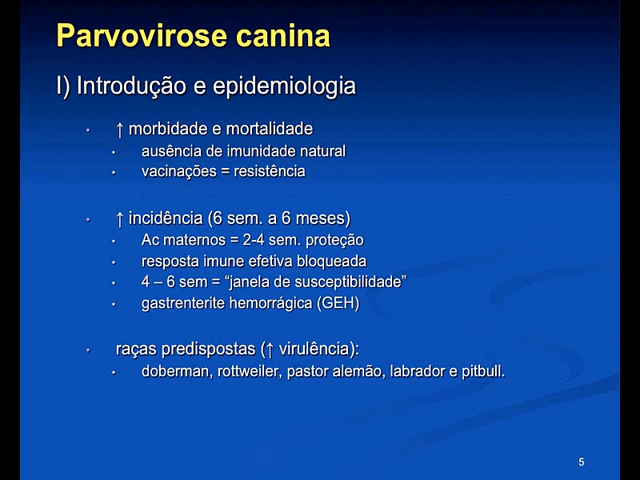 Parvovirose canina
I) Introdução e epidemiologia
• ↑ morbidade e mortalidade
• ausência de imunidade natural
• vacinações = resistência
• ↑ incidência (6 sem. a 6 meses)
• Ac maternos = 2-4 sem. proteção
• resposta imune efetiva bloqueada
• 4 – 6 sem = “janela de susceptibilidade”
• gastrenterite hemorrágica (GEH)
• raças predispostas (↑ virulência):
• doberman, rottweiler, pastor alemão, labrador e pitbull.
5